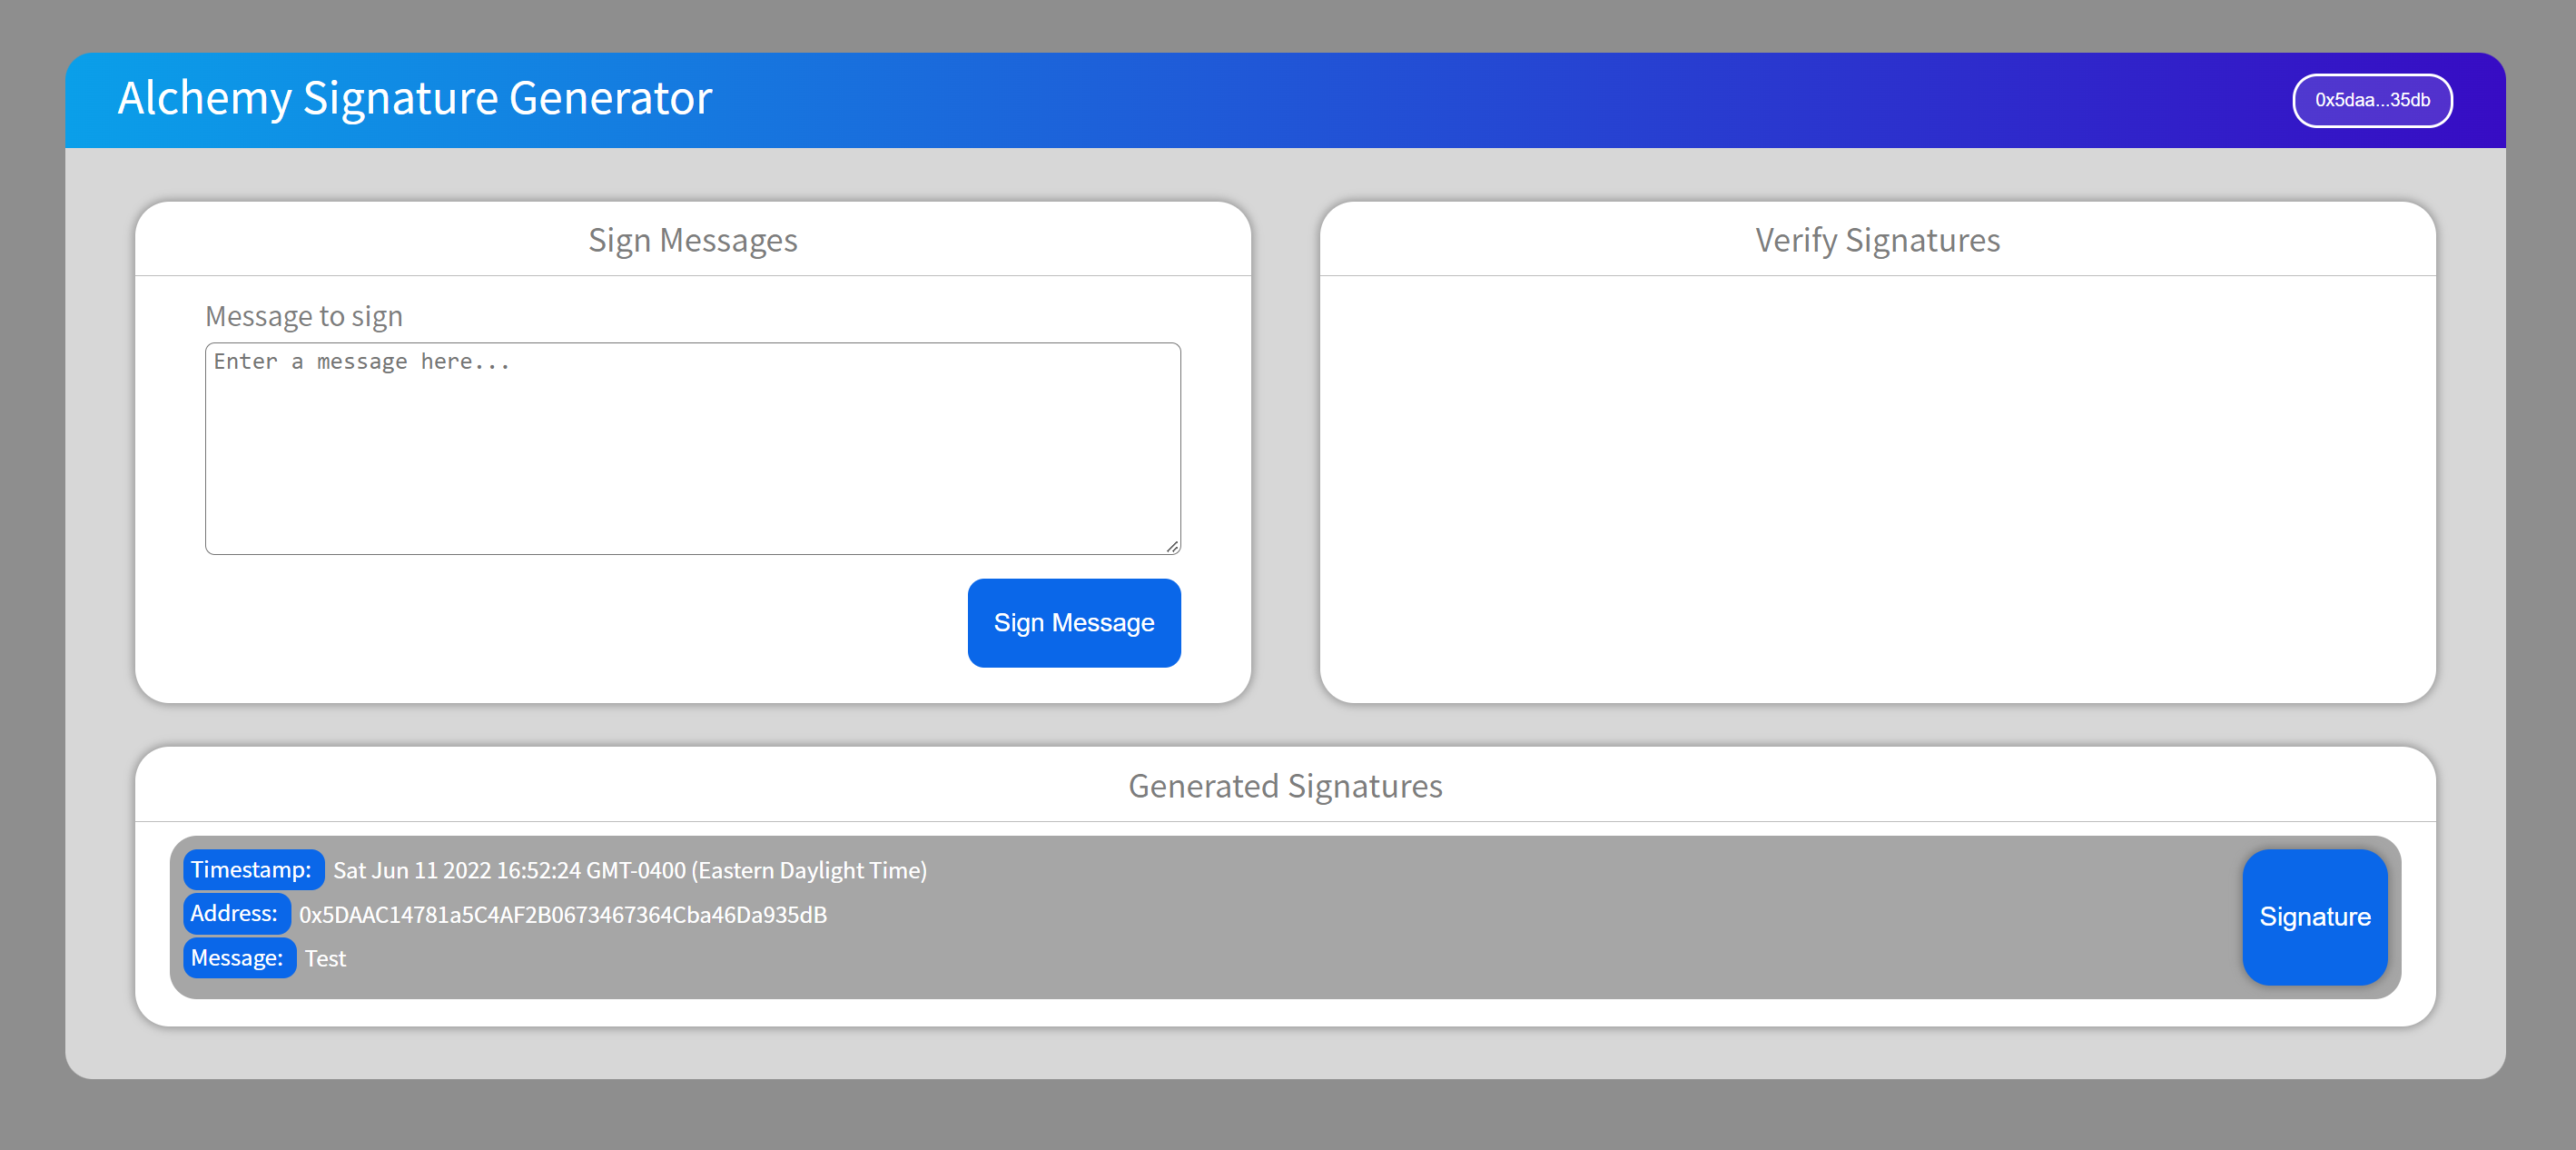 Alchemy Signature Generator
0x5daa...35db
Sign Messages
Message to sign
Enter a message here...
Sign Message
Verify Signatures
Generated Signatures
Timestamp: Sat Jun 11 2022 16:52:24 GMT-0400 (Eastern Daylight Time)
Address: 0x5DAAC14781a5C4AF2B0673467364Cba46Da935dB
Message: Test
Signature